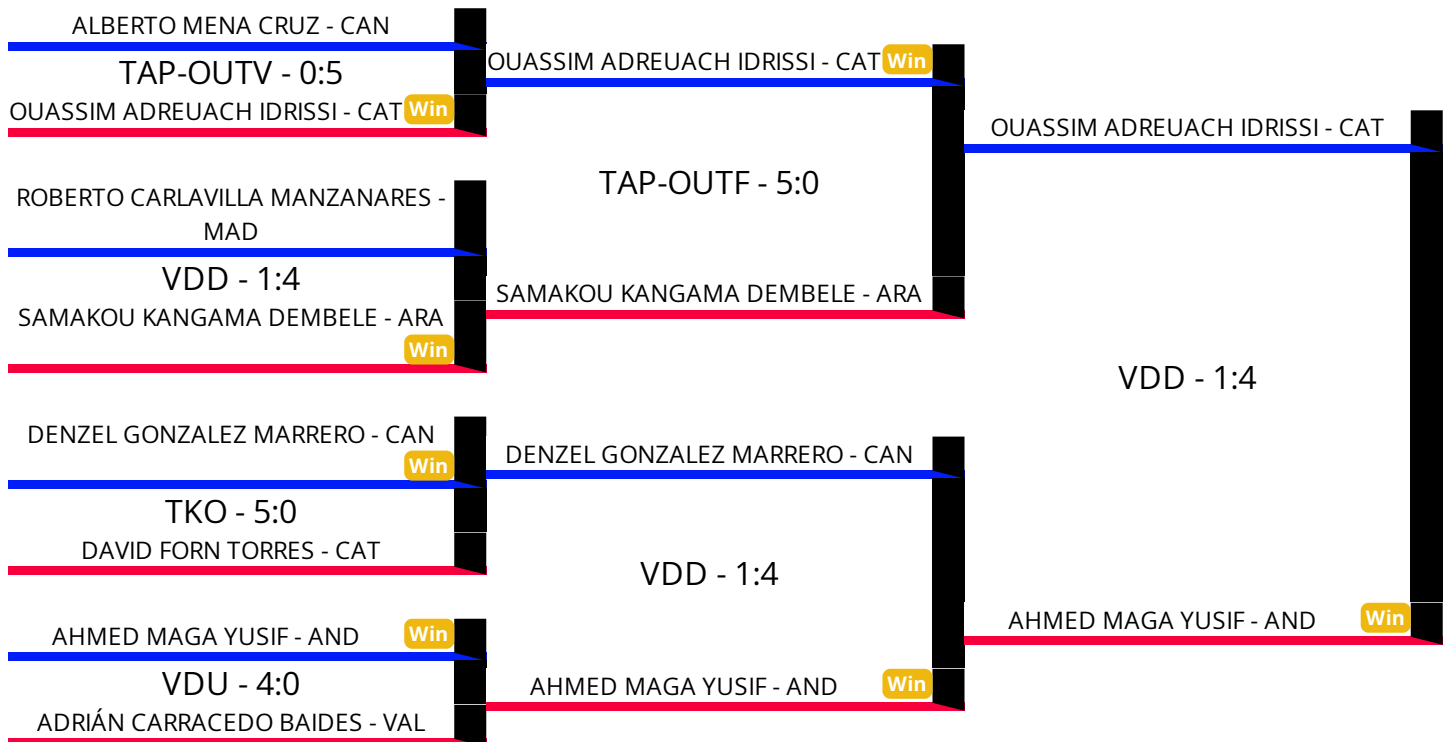 ALBERTO MENA CRUZ - CAN
TAP-OUTV - 0:5
OUASSIM ADREUACH IDRISSI - CAT Win
ROBERTO CARLAVILLA MANZANARES -
MAD
VDD - 1:4
SAMAKOU KANGAMA DEMBELE - ARA
Win
DENZEL GONZALEZ MARRERO - CAN
Win
TKO - 5:0
DAVID FORN TORRES - CAT
AHMED MAGA YUSIF - AND Win
VDU - 4:0
ADRIÁN CARRACEDO BAIDES - VAL
OUASSIM ADREUACH IDRISSI - CAT Win
TAP-OUTF - 5:0
SAMAKOU KANGAMA DEMBELE - ARA
DENZEL GONZALEZ MARRERO - CAN
VDD - 1:4
AHMED MAGA YUSIF - AND Win
OUASSIM ADREUACH IDRISSI - CAT
VDD - 1:4
AHMED MAGA YUSIF - AND Win